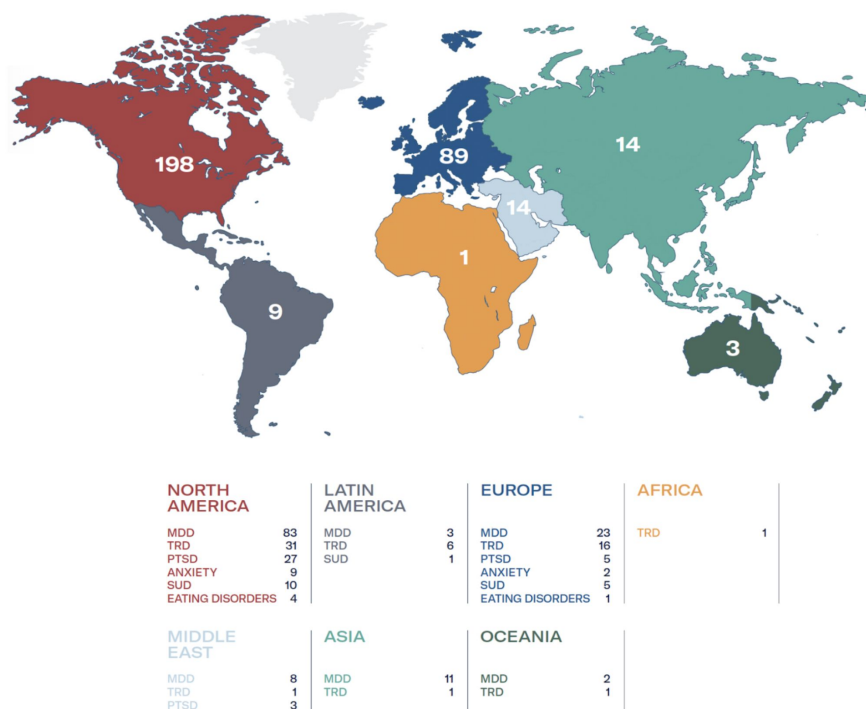 198
89
14
14
1
9
3
NORTH
AMERICA
MDD 83
TRD 31
PTSD 27
ANXIETY 9
SUD 10
EATING DISORDERS 4
LATIN
AMERICA
MDD 3
TRD 6
SUD 1
EUROPE
MDD 23
TRD 16
PTSD 5
ANXIETY 2
SUD 5
EATING DISORDERS 1
AFRICA
TRD 1
MIDDLE
EAST
MDD 8
TRD 1
PTSD 3
ASIA
MDD 11
TRD 1
OCEANIA
MDD 2
TRD 1